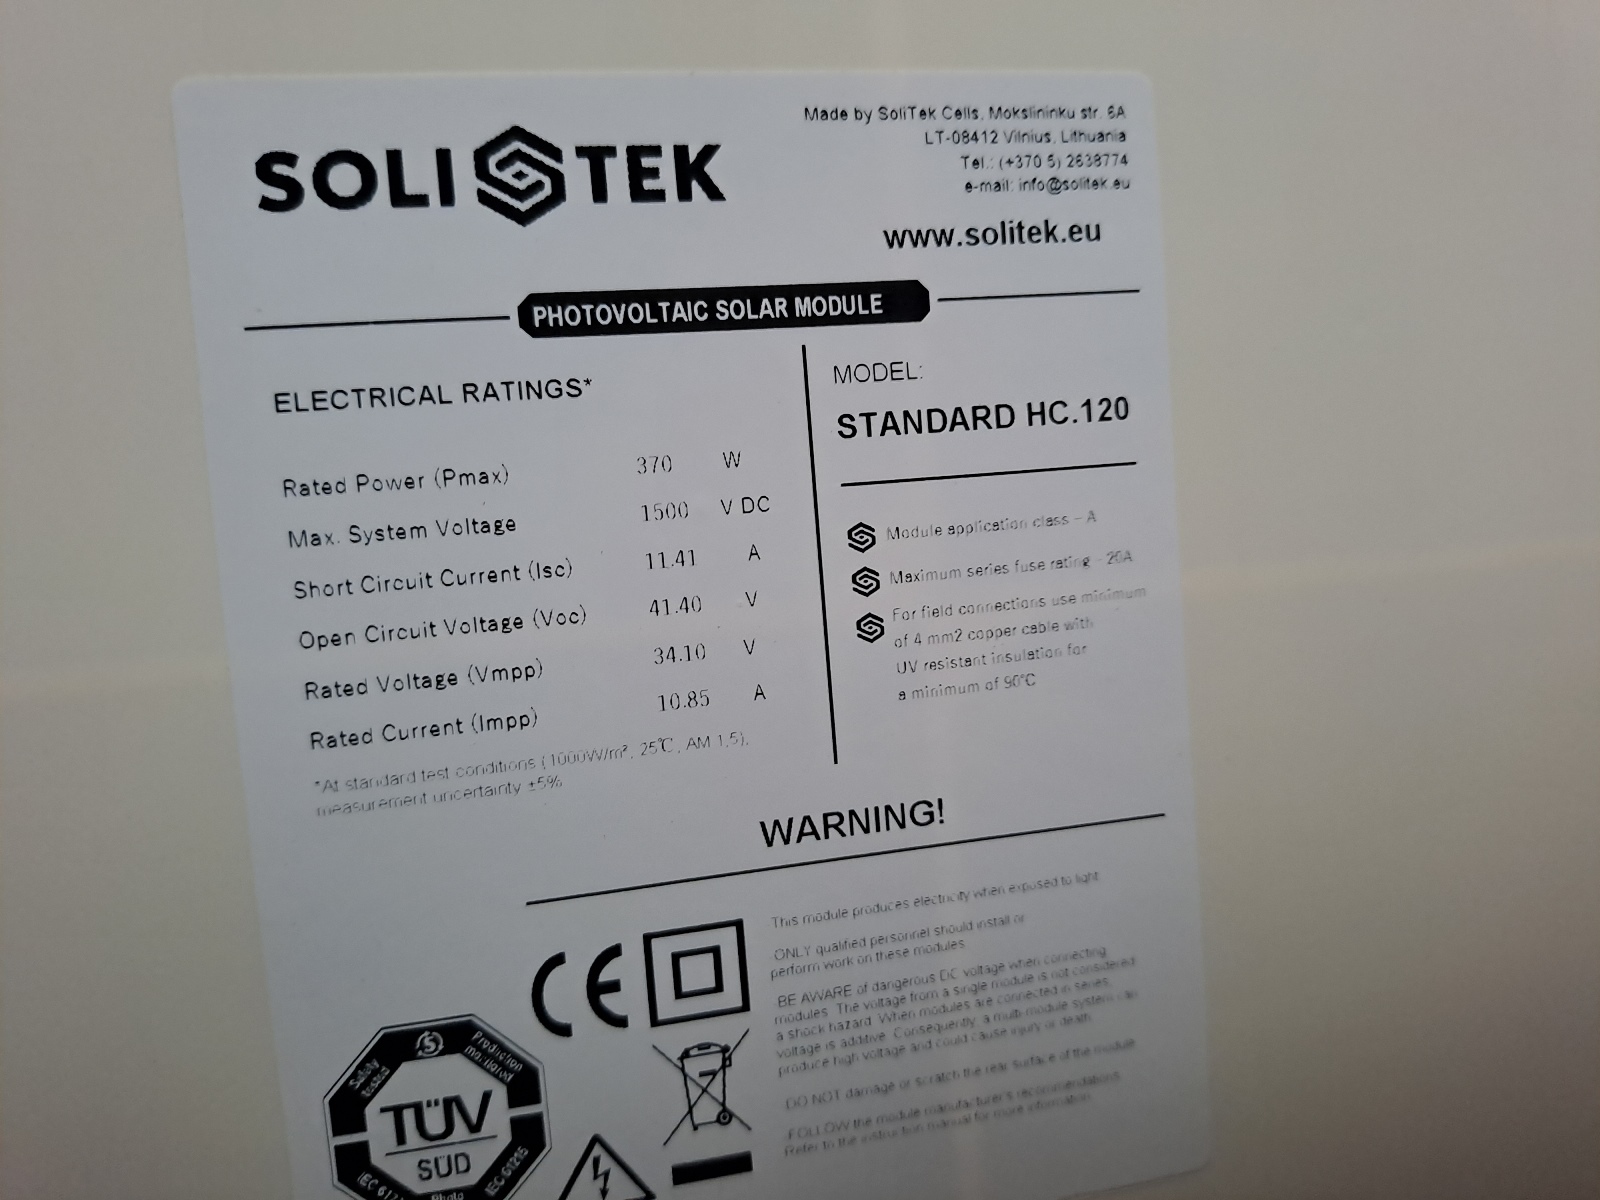 SOLI TEK
Made by SoliTek Cells, Mokslininku str. 6A
LT-08412 Vilnius, Lithuania
Tel.: (+370 5) 2638774
e-mail: info@solitek.eu
www.solitek.eu
PHOTOVOLTAIC SOLAR MODULE
ELECTRICAL RATINGS*
Rated Power (Pmax) 370 W
Max. System Voltage 1500 V DC
Short Circuit Current (Isc) 11.41 A
Open Circuit Voltage (Voc) 41.40 V
Rated Voltage (Vmpp) 34.10 V
Rated Current (Impp) 10.85 A
*At standard test conditions (1000W/m², 25℃, AM 1,5),
measurement uncertainty ±5%
MODEL:
STANDARD HC.120
Module application class - A
Maximum series fuse rating - 20A
For field connections use minimum
of 4 mm2 copper cable with
UV resistant insulation for
a minimum of 90°C
WARNING!
This module produces electricity when exposed to light
ONLY qualified personnel should install or
perform work on these modules
BE AWARE of dangerous DC voltage when connecting
modules. The voltage from a single module is not considered
a shock hazard. When modules are connected in series,
voltage is additive. Consequently, a multi-module system can
produce high voltage and could cause injury or death.
DO NOT damage or scratch the rear surface of the module
FOLLOW the module manufacturer's recommendations.
Refer to the instruction manual for more information.
CE
Safety
tested
Production
monitored
TÜV
SÜD
IEC 61215
Photo